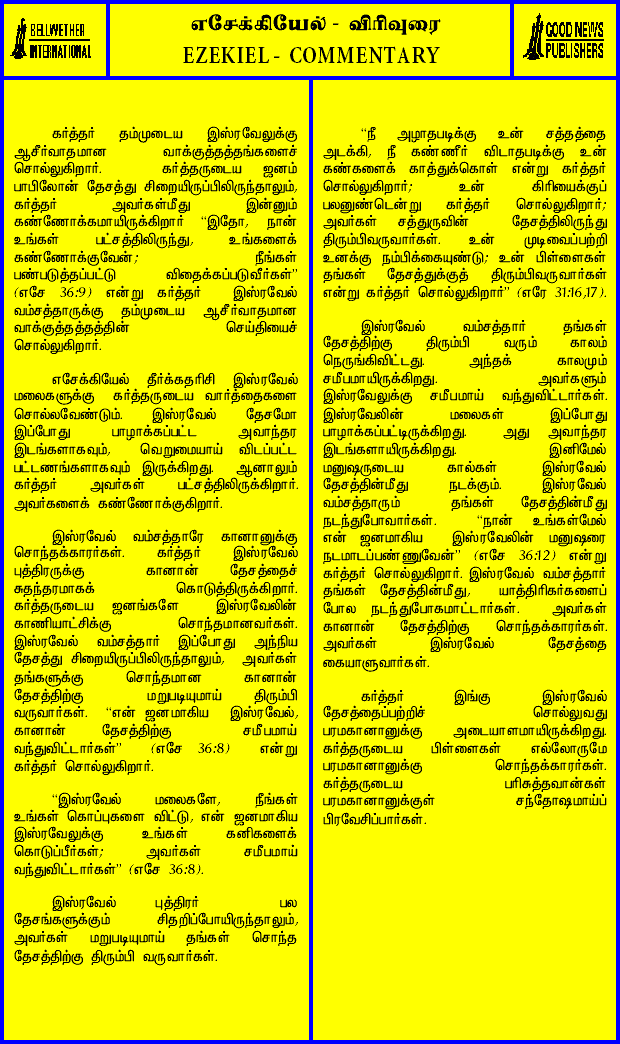 BELLWETHER
INTERNATIONAL
எசேக்கியேல் - விரிவுரை
EZEKIEL - COMMENTARY
GOOD NEWS
PUBLISHERS
கர்த்தர் தம்முடைய இஸ்ரவேலுக்கு
ஆசீர்வாதமான வாக்குத்தத்தங்களைச்
சொல்லுகிறார். கர்த்தருடைய ஜனம்
பாபிலோன் தேசத்து சிறையிருப்பிலிருந்தாலும்,
கர்த்தர் அவர்கள்மீது இன்னும்
கண்ணோக்கமாயிருக்கிறார் “இதோ, நான்
உங்கள் பட்சத்திலிருந்து, உங்களைக்
கண்ணோக்குவேன்; நீங்கள்
பண்படுத்தப்பட்டு விதைக்கப்படுவீர்கள்”
(எசே 36:9) என்று கர்த்தர் இஸ்ரவேல்
வம்சத்தாருக்கு தம்முடைய ஆசீர்வாதமான
வாக்குத்தத்தத்தின் செய்தியைச்
சொல்லுகிறார்.
எசேக்கியேல் தீர்க்கதரிசி இஸ்ரவேல்
மலைகளுக்கு கர்த்தருடைய வார்த்தைகளை
சொல்லவேண்டும். இஸ்ரவேல் தேசமோ
இப்போது பாழாக்கப்பட்ட அவாந்தர
இடங்களாகவும், வெறுமையாய் விடப்பட்ட
பட்டணங்களாகவும் இருக்கிறது. ஆனாலும்
கர்த்தர் அவர்கள் பட்சத்திலிருக்கிறார்.
அவர்களைக் கண்ணோக்குகிறார்.
இஸ்ரவேல் வம்சத்தாரே கானானுக்கு
சொந்தக்காரர்கள். கர்த்தர் இஸ்ரவேல்
புத்திரருக்கு கானான் தேசத்தைச்
சுதந்தரமாகக் கொடுத்திருக்கிறார்.
கர்த்தருடைய ஜனங்களே இஸ்ரவேலின்
காணியாட்சிக்கு சொந்தமானவர்கள்.
இஸ்ரவேல் வம்சத்தார் இப்போது அந்நிய
தேசத்து சிறையிருப்பிலிருந்தாலும், அவர்கள்
தங்களுக்கு சொந்தமான கானான்
தேசத்திற்கு மறுபடியுமாய் திரும்பி
வருவார்கள். “என் ஜனமாகிய இஸ்ரவேல்,
கானான் தேசத்திற்கு சமீபமாய்
வந்துவிட்டார்கள்” (எசே 36:8) என்று
கர்த்தர் சொல்லுகிறார்.
“இஸ்ரவேல் மலைகளே, நீங்கள்
உங்கள் கொப்புகளை விட்டு, என் ஜனமாகிய
இஸ்ரவேலுக்கு உங்கள் கனிகளைக்
கொடுப்பீர்கள்; அவர்கள் சமீபமாய்
வந்துவிட்டார்கள்” (எசே 36:8).
இஸ்ரவேல் புத்திரர் பல
தேசங்களுக்கும் சிதறிப்போயிருந்தாலும்,
அவர்கள் மறுபடியுமாய் தங்கள் சொந்த
தேசத்திற்கு திரும்பி வருவார்கள்.
“நீ அழாதபடிக்கு உன் சத்தத்தை
அடக்கி, நீ கண்ணீர் விடாதபடிக்கு உன்
கண்களைக் காத்துக்கொள் என்று கர்த்தர்
சொல்லுகிறார்; உன் கிரியைக்குப்
பலனுண்டென்று கர்த்தர் சொல்லுகிறார்;
அவர்கள் சத்துருவின் தேசத்திலிருந்து
திரும்பிவருவார்கள். உன் முடிவைப்பற்றி
உனக்கு நம்பிக்கையுண்டு; உன் பிள்ளைகள்
தங்கள் தேசத்துக்குத் திரும்பிவருவார்கள்
என்று கர்த்தர் சொல்லுகிறார்” (எரே 31:16,17).
இஸ்ரவேல் வம்சத்தார் தங்கள்
தேசத்திற்கு திரும்பி வரும் காலம்
நெருங்கிவிட்டது. அந்தக் காலமும்
சமீபமாயிருக்கிறது. அவர்களும்
இஸ்ரவேலுக்கு சமீபமாய் வந்துவிட்டார்கள்.
இஸ்ரவேலின் மலைகள் இப்போது
பாழாக்கப்பட்டிருக்கிறது. அது அவாந்தர
இடங்களாயிருக்கிறது. இனிமேல்
மனுஷருடைய கால்கள் இஸ்ரவேல்
தேசத்தின்மீது நடக்கும். இஸ்ரவேல்
வம்சத்தாரும் தங்கள் தேசத்தின்மீது
நடந்துபோவார்கள். “நான் உங்கள்மேல்
என் ஜனமாகிய இஸ்ரவேலின் மனுஷரை
நடமாடப்பண்ணுவேன்” (எசே 36:12) என்று
கர்த்தர் சொல்லுகிறார். இஸ்ரவேல் வம்சத்தார்
தங்கள் தேசத்தின்மீது, யாத்திரிகர்களைப்
போல நடந்துபோகமாட்டார்கள். அவர்கள்
கானான் தேசத்திற்கு சொந்தக்காரர்கள்.
அவர்கள் இஸ்ரவேல் தேசத்தை
கையாளுவார்கள்.
கர்த்தர் இங்கு இஸ்ரவேல்
தேசத்தைப்பற்றிச் சொல்லுவது
பரமகானானுக்கு அடையாளமாயிருக்கிறது.
கர்த்தருடைய பிள்ளைகள் எல்லோருமே
பரமகானானுக்கு சொந்தக்காரர்கள்.
கர்த்தருடைய பரிசுத்தவான்கள்
பரமகானானுக்குள் சந்தோஷமாய்ப்
பிரவேசிப்பார்கள்.